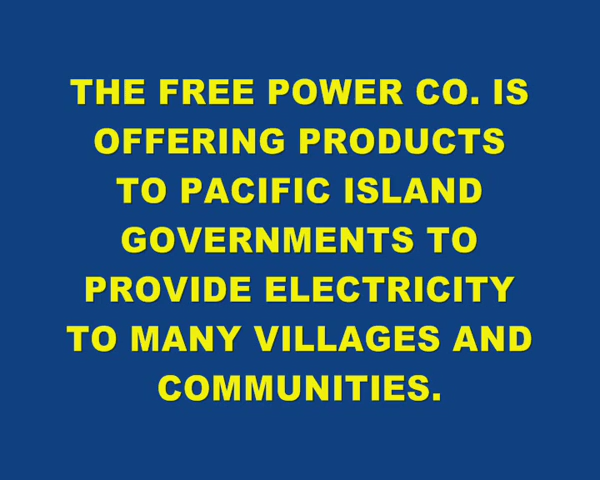 THE FREE POWER CO. IS
OFFERING PRODUCTS
TO PACIFIC ISLAND
GOVERNMENTS TO
PROVIDE ELECTRICITY
TO MANY VILLAGES AND
COMMUNITIES.